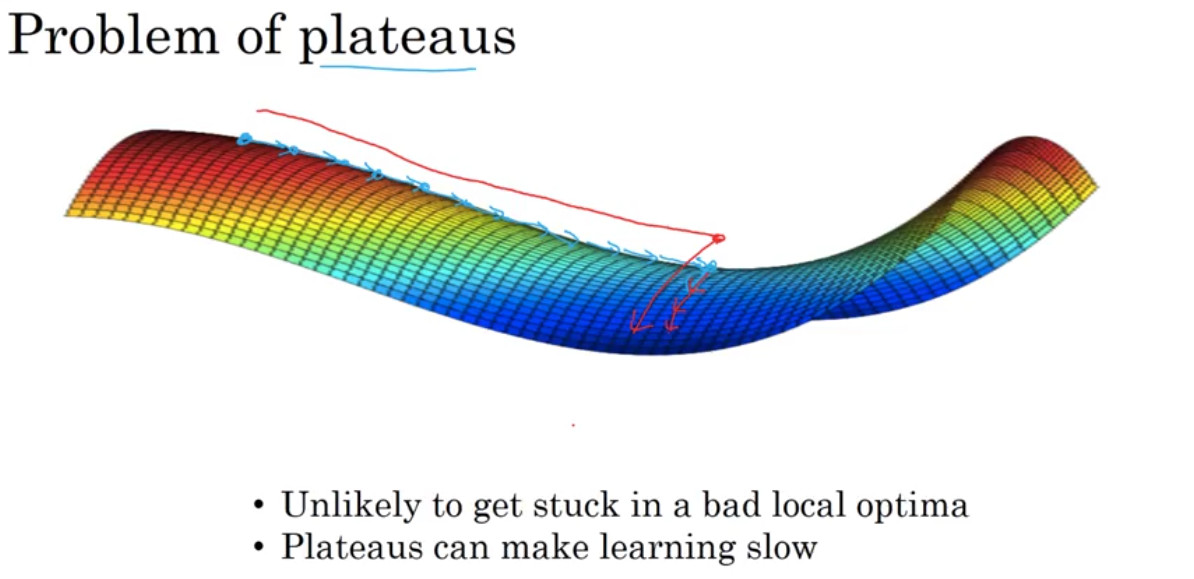 Problem of plateaus
• Unlikely to get stuck in a bad local optima
• Plateaus can make learning slow